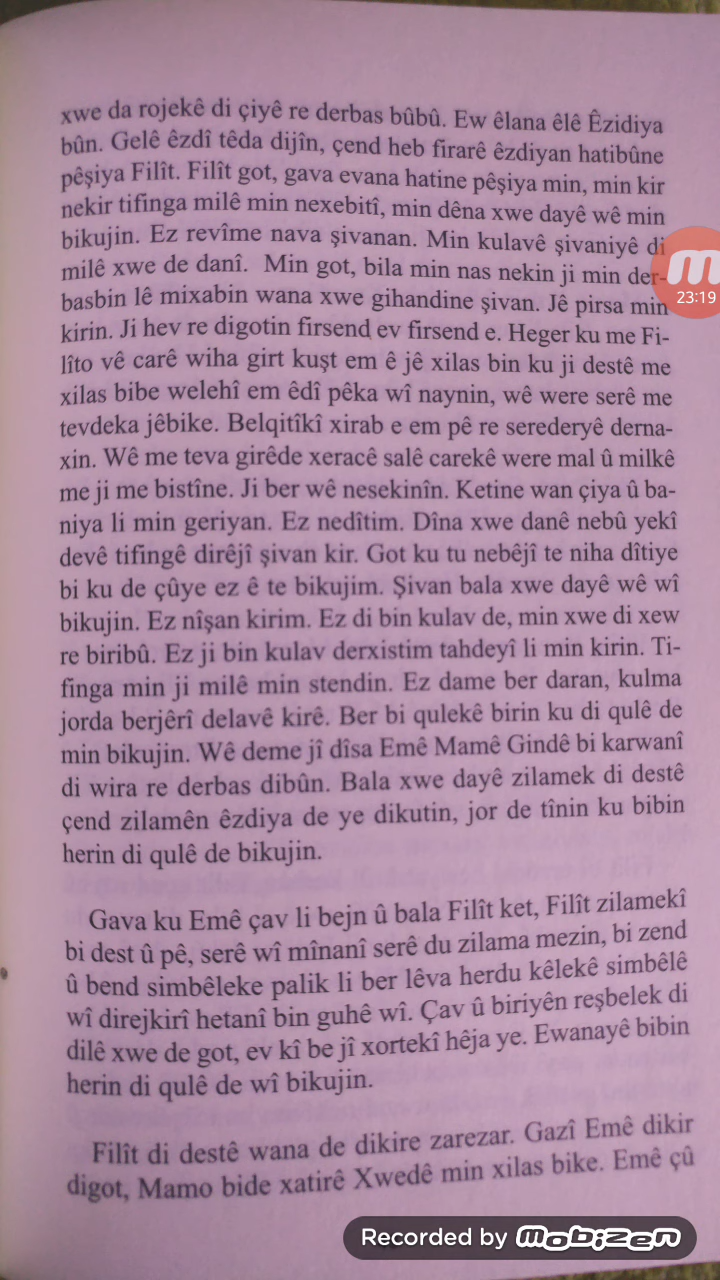 xwe da rojekê di çiyê re derbas bûbû. Ew êlana êlê Êzidiya
bûn. Gelê êzdî têda dijîn, çend heb firarê êzdiyan hatibûne
pêşiya Filît. Filît got, gava evana hatine pêşiya min, min kir
nekir tifinga milê min nexebitî, min dêna xwe dayê wê min
bikujin. Ez revîme nava şivanan. Min kulavê şivaniyê di
milê xwe de danî. Min got, bila min nas nekin ji min der-
basbin lê mixabin wana xwe gihandine şivan. Jê pirsa min
kirin. Ji hev re digotin firsend ev firsend e. Heger ku me Fi-
lîto vê carê wiha girt kuşt em ê jê xilas bin ku ji destê me
xilas bibe welehî em êdî pêka wî naynin, wê were serê me
tevdeka jêbike. Belqitîkî xirab e em pê re serederyê derna-
xin. Wê me teva girêde xeracê salê carekê were mal û milkê
me ji me bistîne. Ji ber wê nesekinîn. Ketine wan çiya û ba-
niya li min geriyan. Ez nedîtim. Dîna xwe danê nebû yekî
devê tifingê dirêjî şivan kir. Got ku tu nebêjî te niha dîtiye
bi ku de çûye ez ê te bikujim. Şivan bala xwe dayê wê wî
bikujin. Ez nîşan kirim. Ez di bin kulav de, min xwe di xew
re biribû. Ez ji bin kulav derxistim tahdeyî li min kirin. Ti-
finga min ji milê min stendin. Ez dame ber daran, kulma
jorda berjêrî delavê kirê. Ber bi qulekê birin ku di qulê de
min bikujin. Wê deme jî dîsa Emê Mamê Gindê bi karwanî
di wira re derbas dibûn. Bala xwe dayê zilamek di destê
çend zilamên êzdiya de ye dikutin, jor de tînin ku bibin
herin di qulê de bikujin.
Gava ku Emê çav li bejn û bala Filît ket, Filît zilamekî
bi dest û pê, serê wî mînanî serê du zilama mezin, bi zend
û bend simbêleke palik li ber lêva herdu kêlekê simbêlê
wî direjkirî hetanî bin guhê wî. Çav û biriyên reşbelek di
dilê xwe de got, ev kî be jî xortekî hêja ye. Ewanayê bibin
herin di qulê de wî bikujin.
Filît di destê wana de dikire zarezar. Gazî Emê dikir
digot, Mamo bide xatirê Xwedê min xilas bike. Emê çû
23:19
Recorded by mobizen